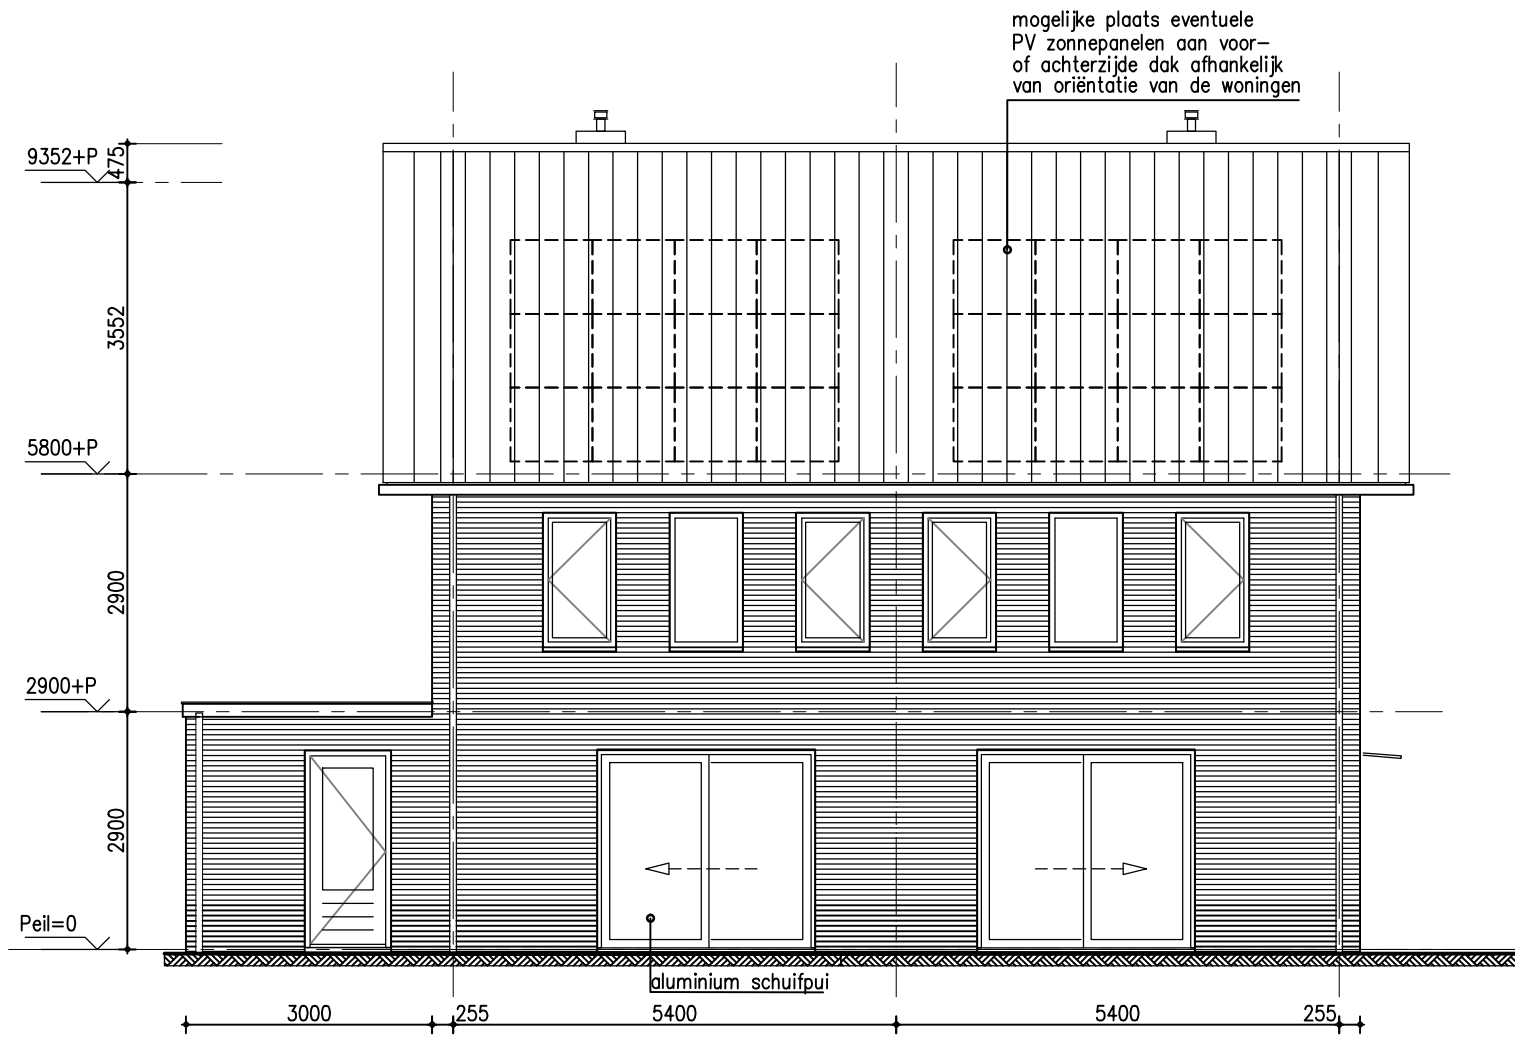 mogelijke plaats eventuele
PV zonnepanelen aan voor-
of achterzijde dak afhankelijk
van oriëntatie van de woningen
9352+P
475
3552
5800+P
2900
2900+P
2900
Peil=0
aluminium schuifpui
3000
255
5400
5400
255